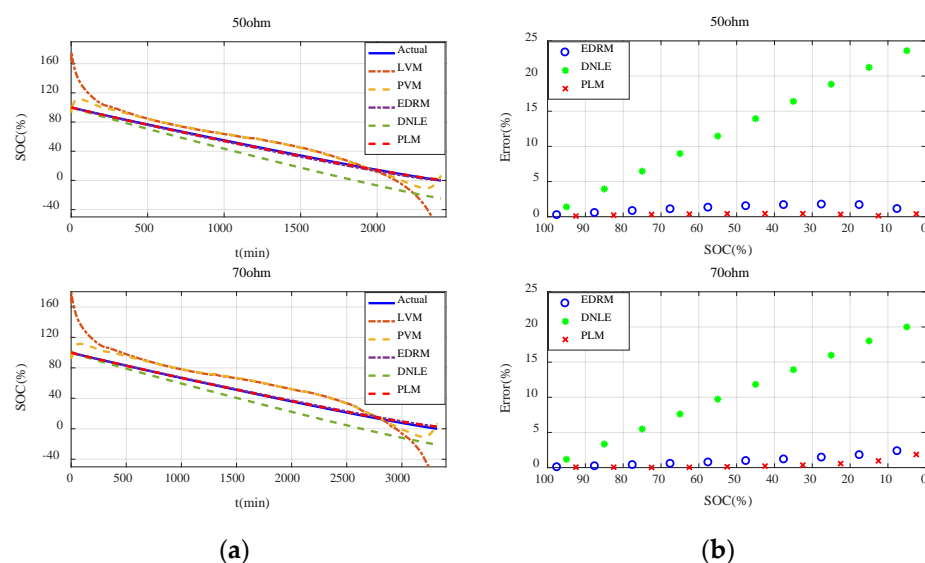 50ohm
160
120
80
40
0
-40
SOC(%)
0
500
1000
1500
2000
t(min)
Actual
LVM
PVM
EDRM
DNLE
PLM
50ohm
25
20
15
10
5
0
Error(%)
100
90
80
70
60
50
40
30
20
10
0
SOC(%)
EDRM
DNLE
PLM
70ohm
160
120
80
40
0
-40
SOC(%)
0
500
1000
1500
2000
2500
3000
t(min)
Actual
LVM
PVM
EDRM
DNLE
PLM
70ohm
25
20
15
10
5
0
Error(%)
100
90
80
70
60
50
40
30
20
10
0
SOC(%)
EDRM
DNLE
PLM
(a)
(b)